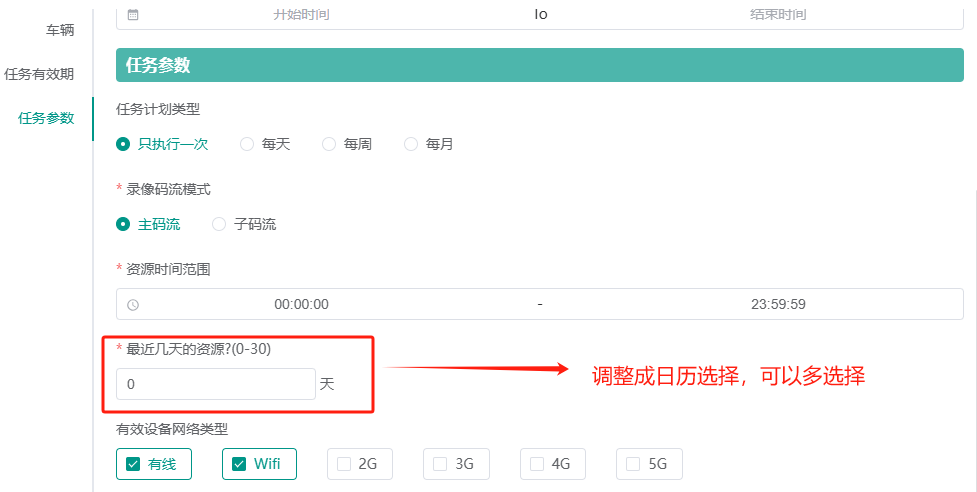 开始时间 To 结束时间
车辆
任务有效期
任务参数
任务参数
任务计划类型
只执行一次 每天 每周 每月
* 录像码流模式
主码流 子码流
* 资源时间范围
00:00:00 - 23:59:59
* 最近几天的资源?(0-30)
0 天
调整成日历选择，可以多选择
有效设备网络类型
有线 Wifi 2G 3G 4G 5G